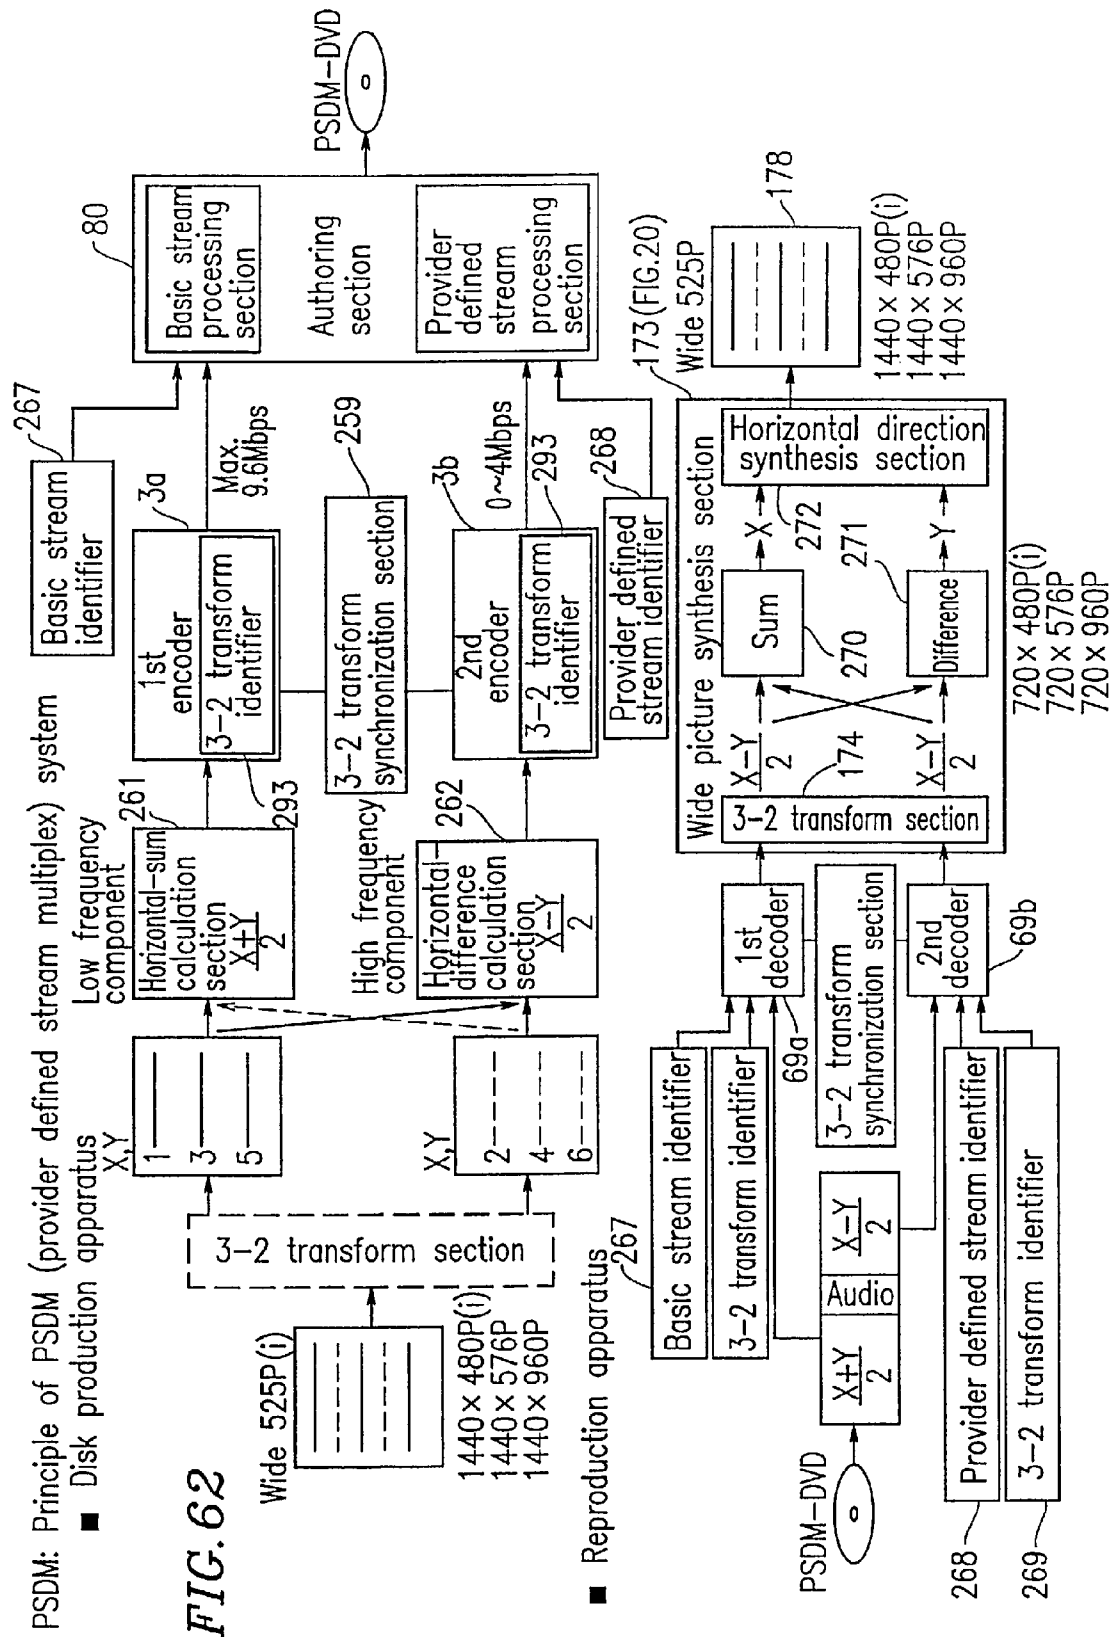 PSDM: Principle of PSDM (provider defined stream multiplex) system
■ Disk production apparatus
FIG. 62
Wide 525P(i)
1440×480P(i)
1440×576P
1440×960P
3-2 transform section
X,Y
1
3
5
X,Y
2
4
6
Low frequency
component
261
Horizontal-sum
calculation
section
X+Y
2
293
High frequency
component
262
Horizontal-
difference
calculation
section
X-Y
2
Basic stream
identifier
267
1st
encoder
3a
3-2 transform
identifier
Max.
9.6Mbps
3-2 transform
synchronization section
259
2nd
encoder
3b
3-2 transform
identifier
293
0~4Mbps
Provider defined
stream identifier
268
80
Basic stream
processing
section
Authoring
section
Provider
defined
stream
processing
section
PSDM-DVD
■ Reproduction apparatus
PSDM-DVD
X+Y
2
Audio
X-Y
2
267
Basic stream identifier
3-2 transform identifier
268
Provider defined stream identifier
269
3-2 transform identifier
1st
decoder
69a
3-2 transform
synchronization section
2nd
decoder
69b
173(FIG.20)
Wide picture synthesis section
3-2 transform section
174
X-Y
2
X-Y
2
Sum
270
Difference
271
X
Y
272
Horizontal direction
synthesis section
720×480P(i)
720×576P
720×960P
Wide 525P
178
1440×480P(i)
1440×576P
1440×960P